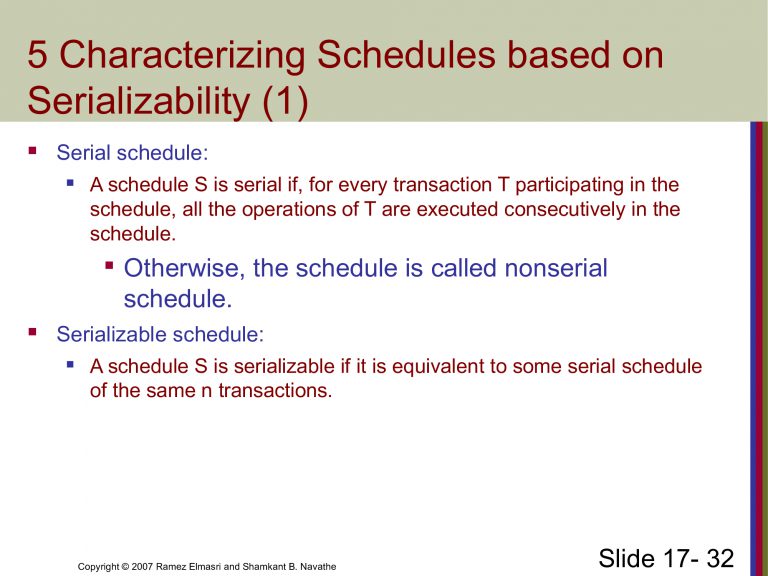 5 Characterizing Schedules based on
Serializability (1)
Serial schedule:
A schedule S is serial if, for every transaction T participating in the
schedule, all the operations of T are executed consecutively in the
schedule.
Otherwise, the schedule is called nonserial
schedule.
Serializable schedule:
A schedule S is serializable if it is equivalent to some serial schedule
of the same n transactions.
Copyright © 2007 Ramez Elmasri and Shamkant B. Navathe
Slide 17- 32